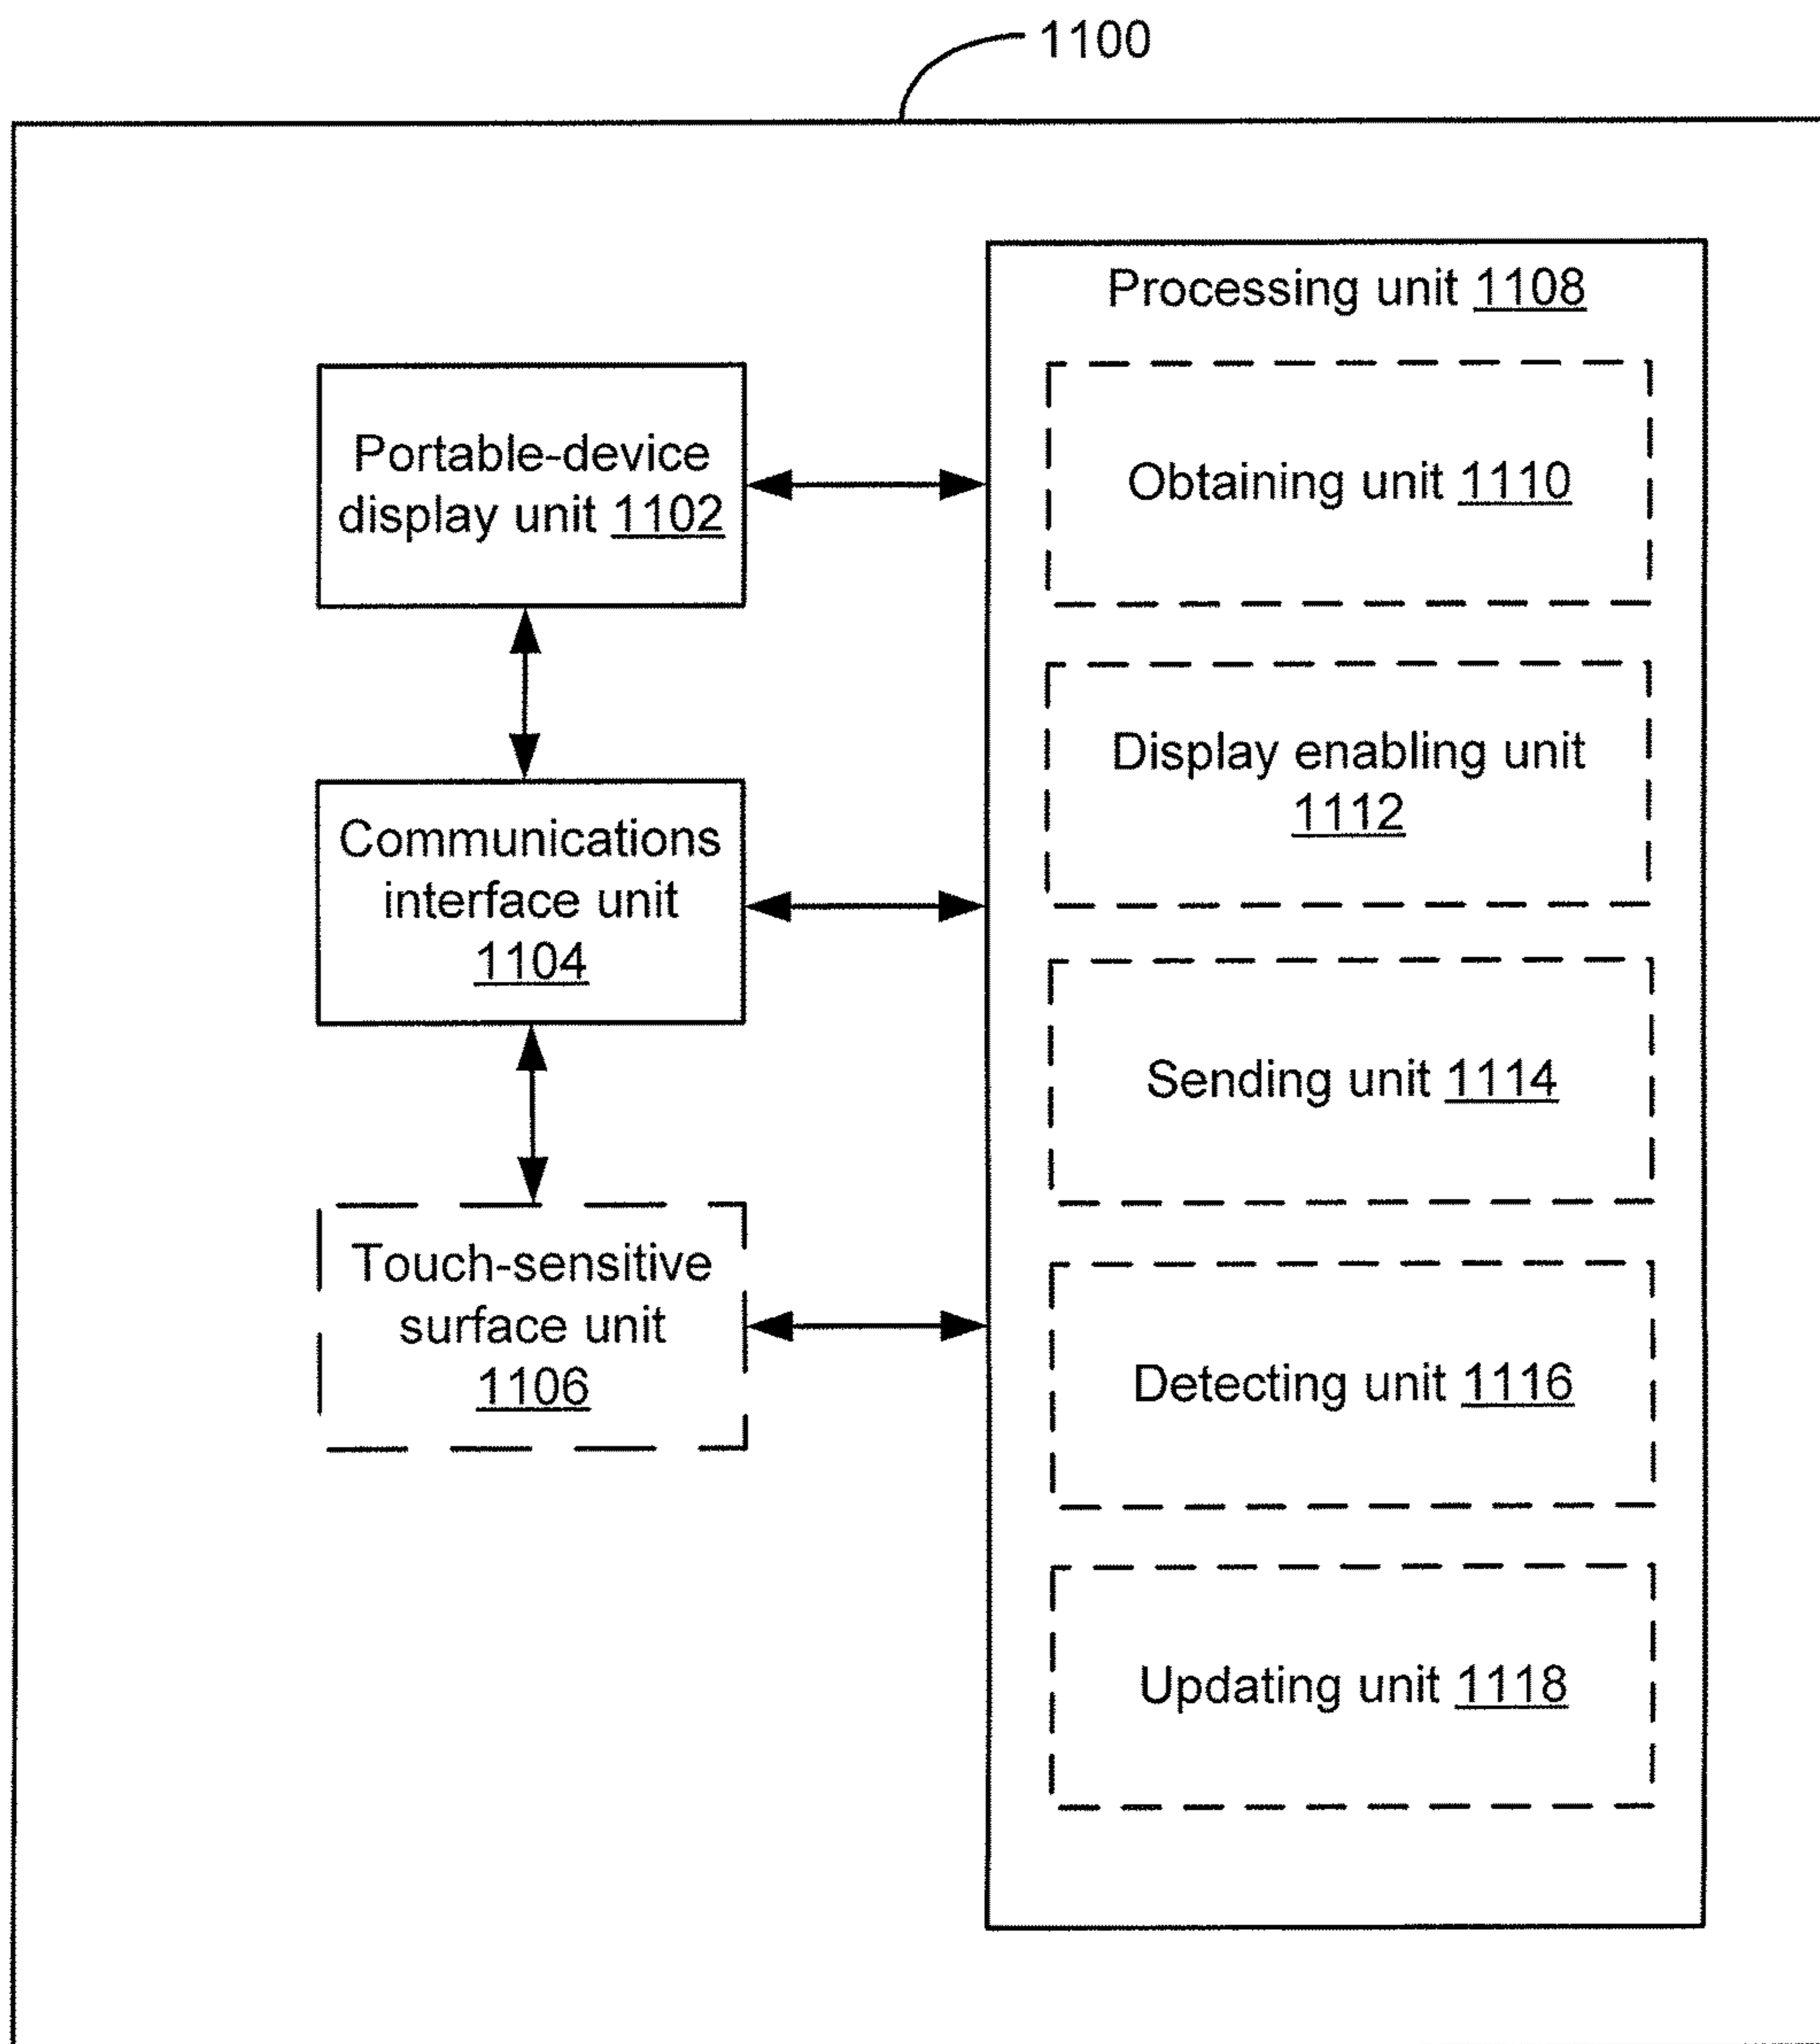 1100
Processing unit 1108
Portable-device
display unit 1102
Obtaining unit 1110
Display enabling unit
1112
Communications
interface unit
1104
Sending unit 1114
Touch-sensitive
surface unit
1106
Detecting unit 1116
Updating unit 1118